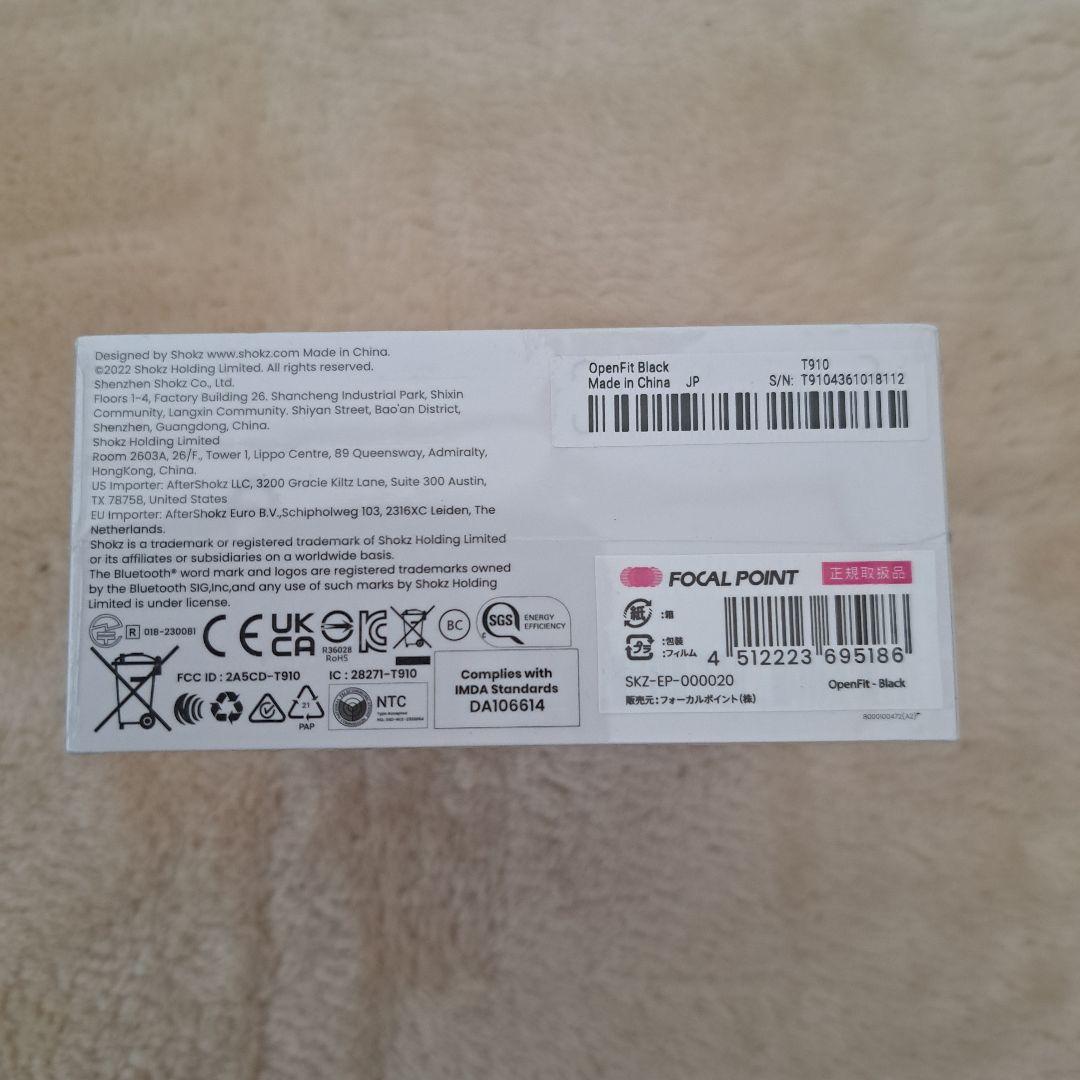 Designed by Shokz www.shokz.com Made in China.
©2022 Shokz Holding Limited. All rights reserved.
Shenzhen Shokz Co., Ltd.
Floors 1-4, Factory Building 26. Shancheng Industrial Park, Shixin
Community, Langxin Community. Shiyan Street, Bao'an District,
Shenzhen, Guangdong, China.
Shokz Holding Limited
Room 2603A, 26/F., Tower 1, Lippo Centre, 89 Queensway, Admiralty,
HongKong, China.
US Importer: AfterShokz LLC, 3200 Gracie Kiltz Lane, Suite 300 Austin,
TX 78758, United States
EU Importer: AfterShokz Euro B.V.,Schipholweg 103, 2316XC Leiden, The
Netherlands.
Shokz is a trademark or registered trademark of Shokz Holding Limited
or its affiliates or subsidiaries on a worldwide basis.
The Bluetooth® word mark and logos are registered trademarks owned
by the Bluetooth SIG,Inc,and any use of such marks by Shokz Holding
Limited is under license.
R 018-230081
CE
UK
CA
R36028
RoHS
BC
SGS
ENERGY
EFFICIENCY
FCC ID : 2A5CD-T910
IC : 28271-T910
21
PAP
NTC
Type Accepted
Complies with
IMDA Standards
DA106614
OpenFit Black
T910
Made in China JP
S/N: T9104361018112
FOCAL POINT
正規取扱品
紙 :箱
プラ :包装
:フィルム
4 512223 695186
SKZ-EP-000020
OpenFit - Black
販売元:フォーカルポイント(株)
8000100472(A2)